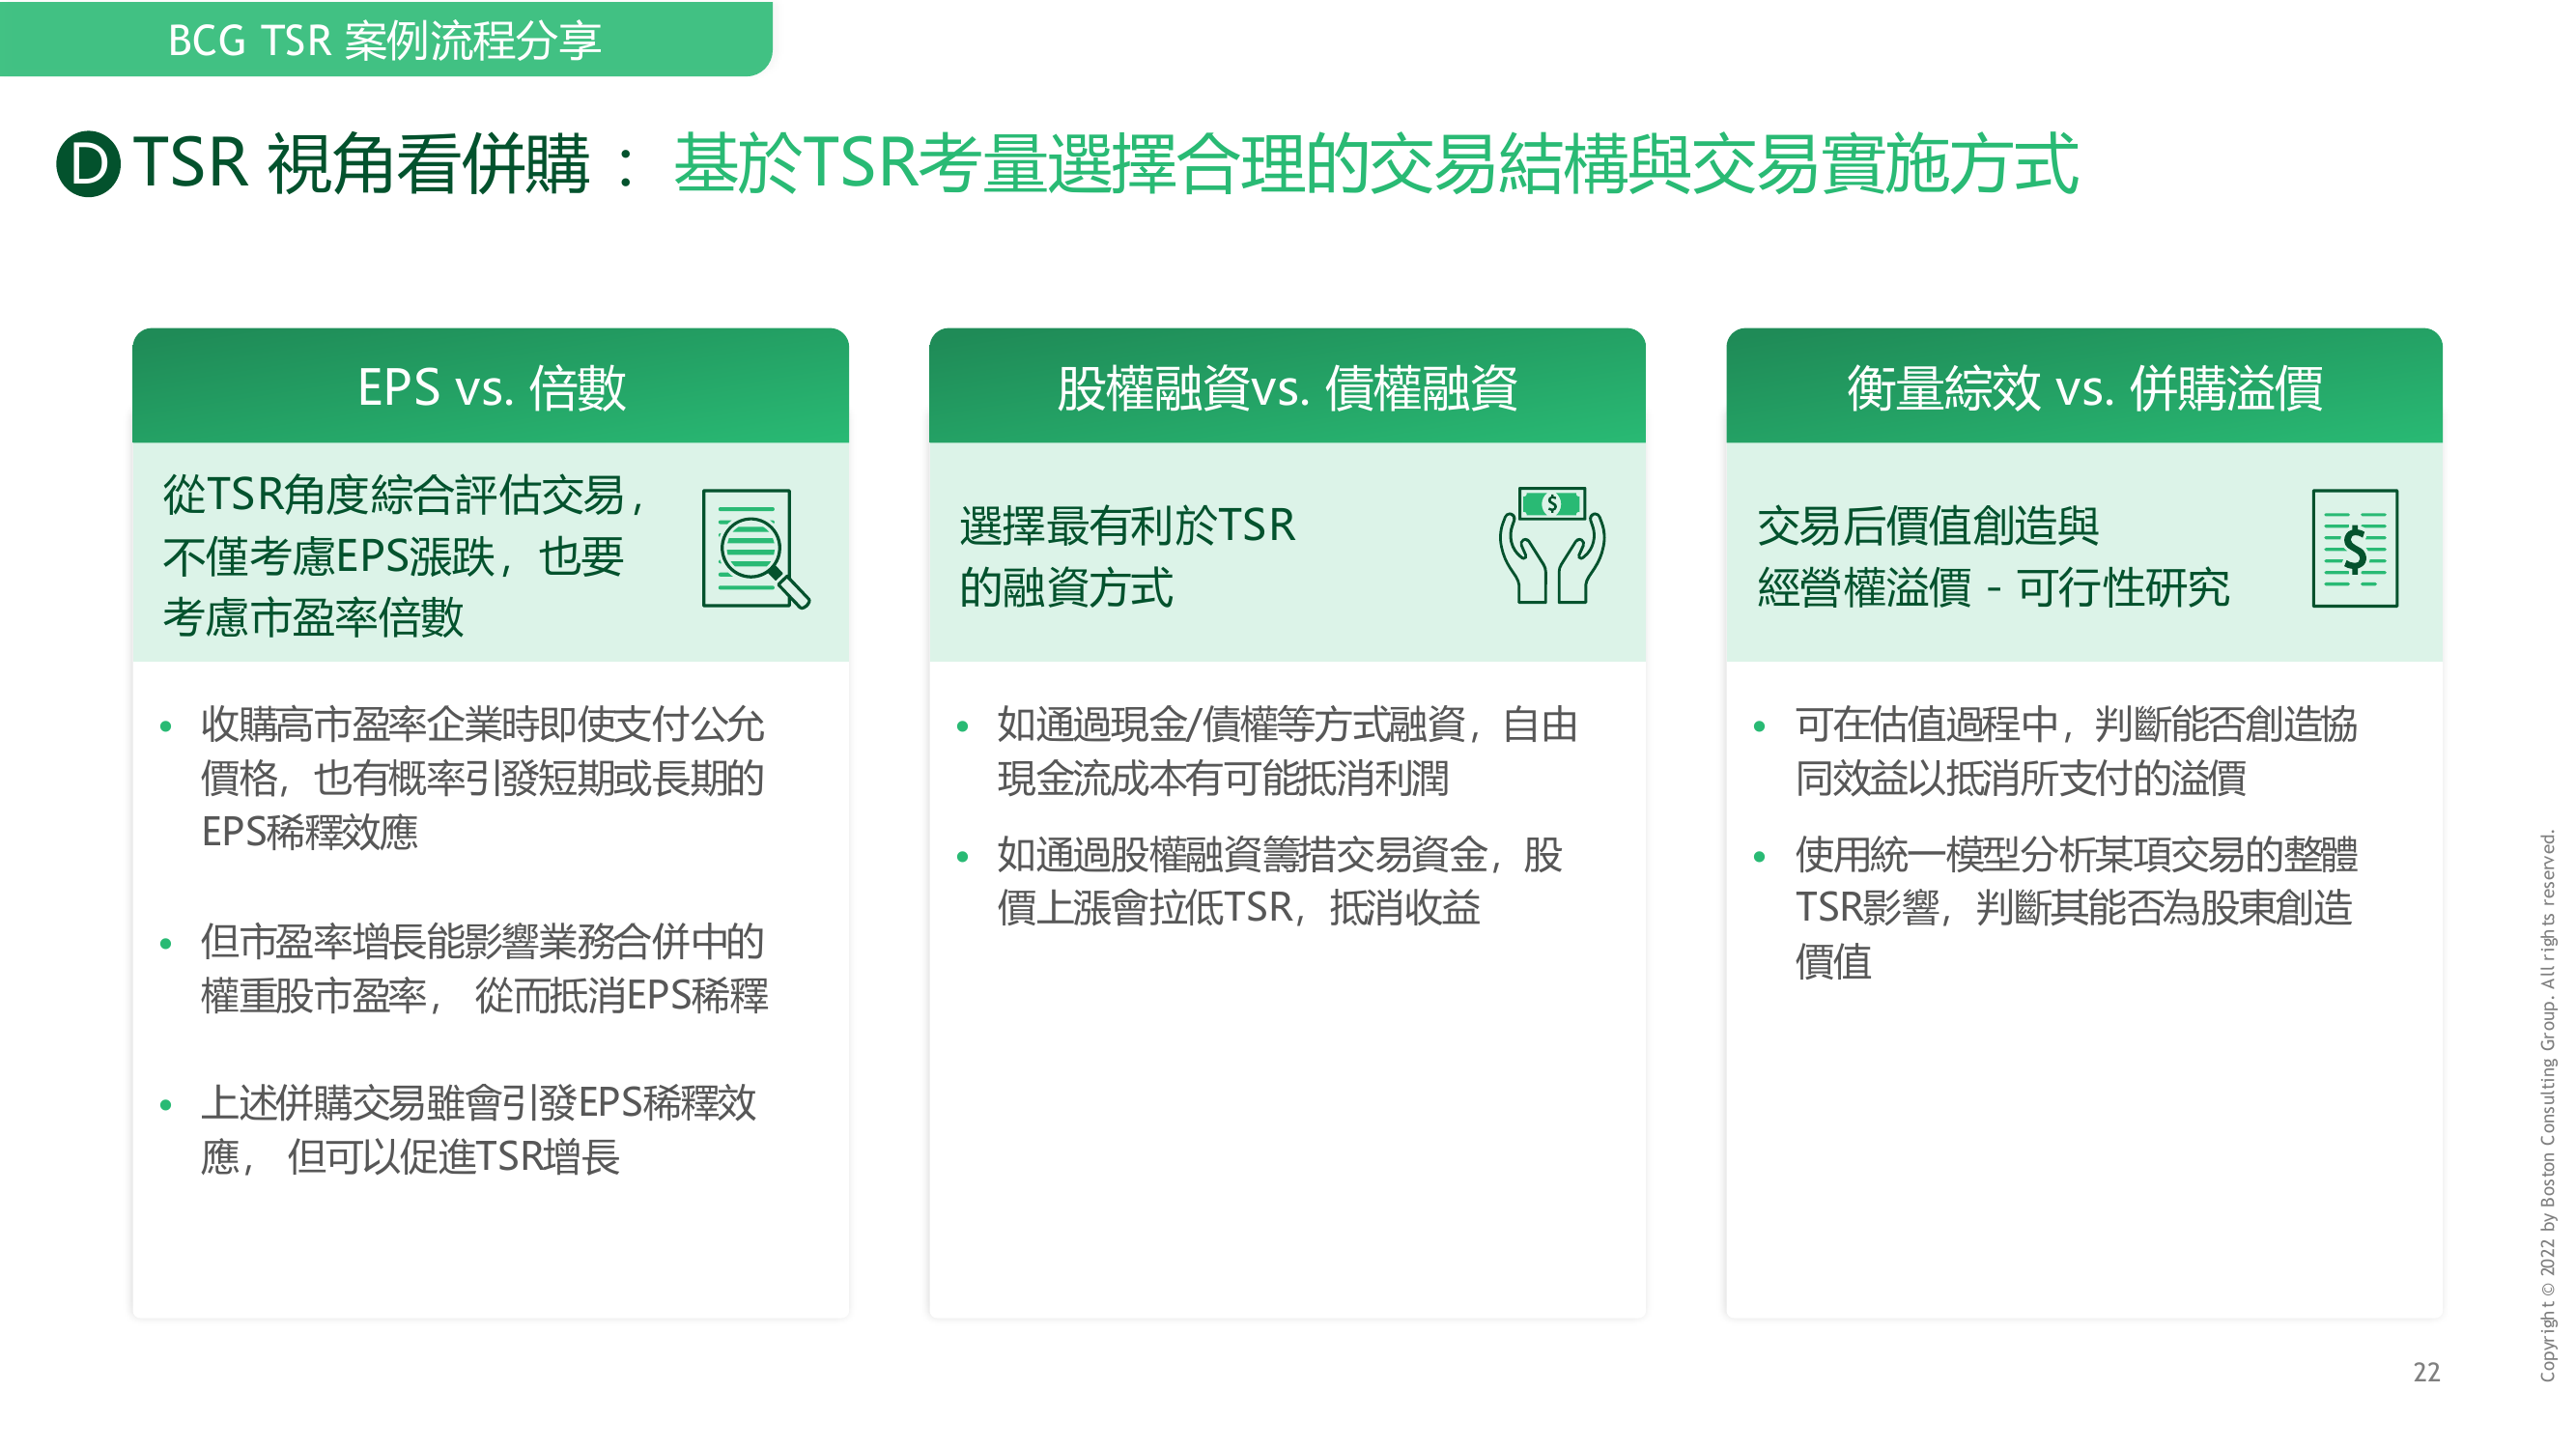 BCG TSR 案例流程分享
D TSR 視角看併購 ： 基於TSR考量選擇合理的交易結構與交易實施方式
EPS vs. 倍數
從TSR角度綜合評估交易，
不僅考慮EPS漲跌，也要
考慮市盈率倍數
• 收購高市盈率企業時即使支付公允
價格，也有概率引發短期或長期的
EPS稀釋效應
• 但市盈率增長能影響業務合併中的
權重股市盈率， 從而抵消EPS稀釋
• 上述併購交易雖會引發EPS稀釋效
應， 但可以促進TSR增長
股權融資vs. 債權融資
選擇最有利於TSR
的融資方式
$
• 如通過現金/債權等方式融資，自由
現金流成本有可能抵消利潤
• 如通過股權融資籌措交易資金，股
價上漲會拉低TSR，抵消收益
衡量綜效 vs. 併購溢價
交易后價值創造與
經營權溢價 - 可行性研究
$
• 可在估值過程中，判斷能否創造協
同效益以抵消所支付的溢價
• 使用統一模型分析某項交易的整體
TSR影響，判斷其能否為股東創造
價值
22
Copyright © 2022 by Boston Consulting Group. All rights reserved.